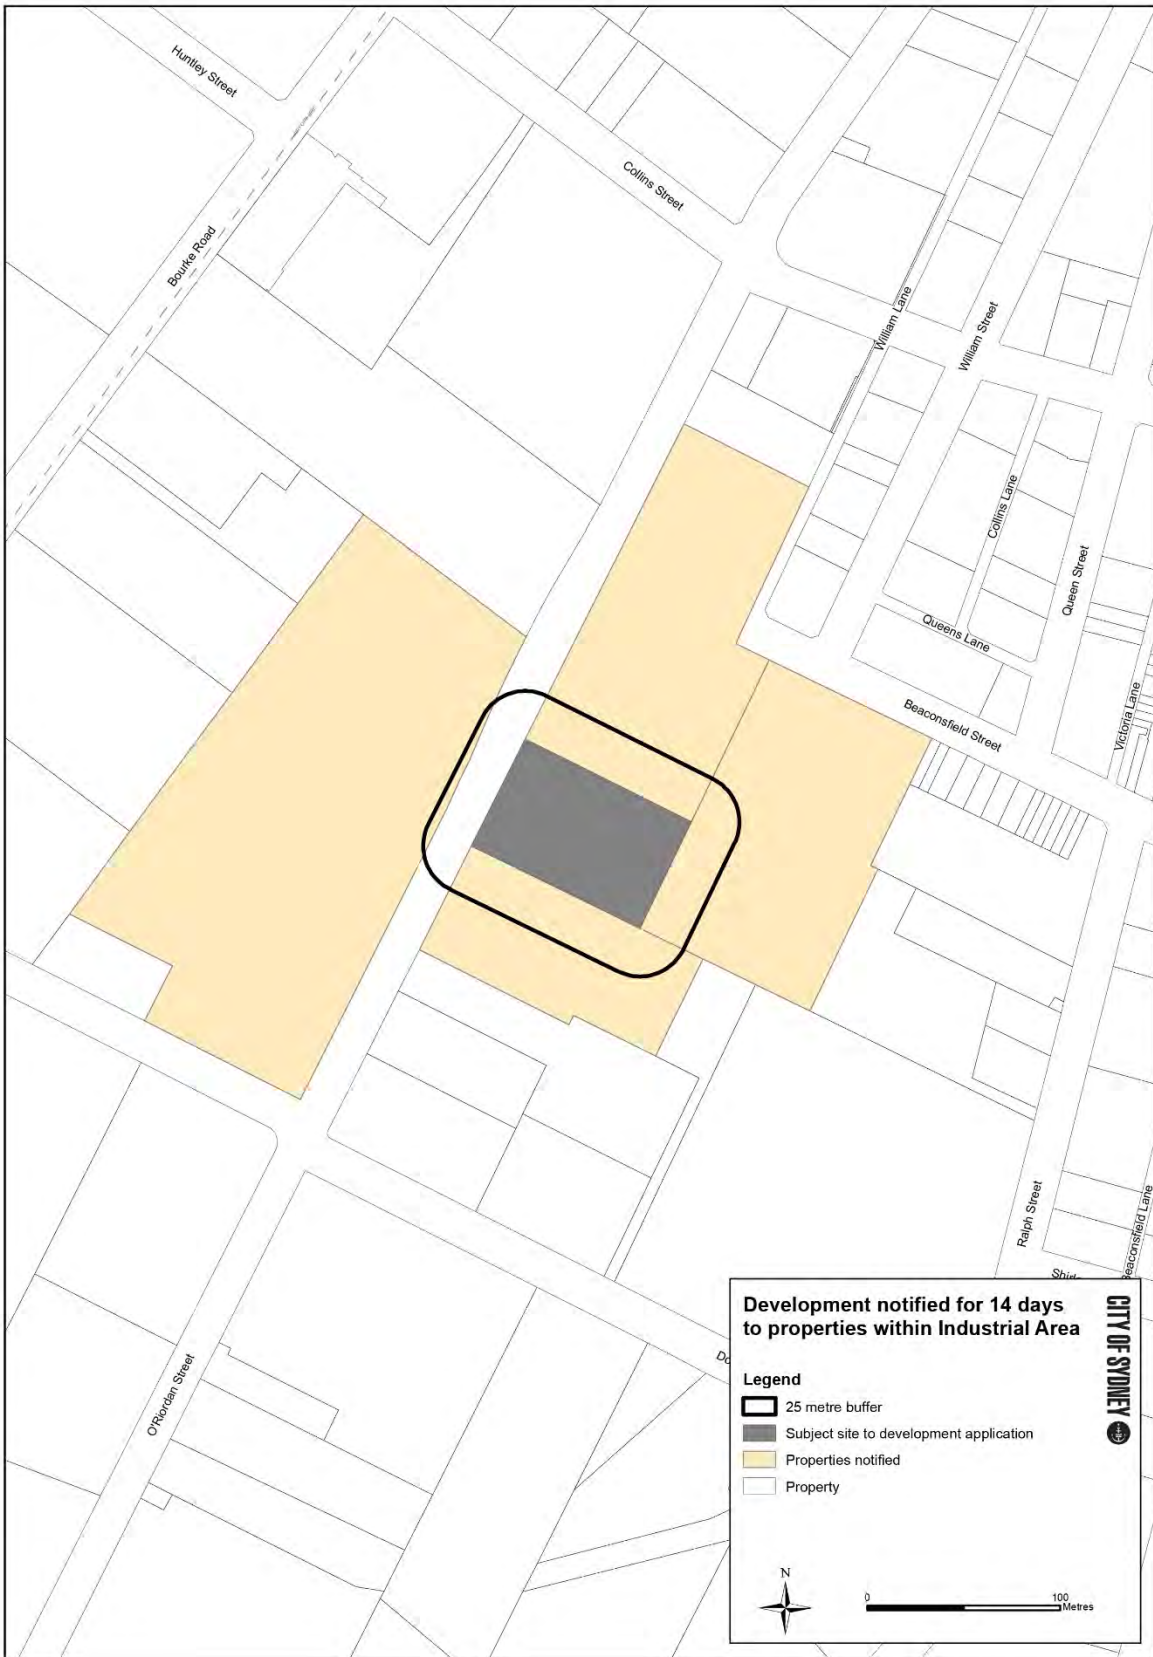 Huntley Street
Collins Street
Bourke Road
William Lane
William Street
Collins Lane
Queen Street
Queens Lane
Victoria Lane
Beaconsfield Street
Ralph Street
Beaconsfield Lane
O'Riordan Street
Development notified for 14 days
to properties within Industrial Area
CITY OF SYDNEY
Legend
25 metre buffer
Subject site to development application
Properties notified
Property
N
0 100
Metres